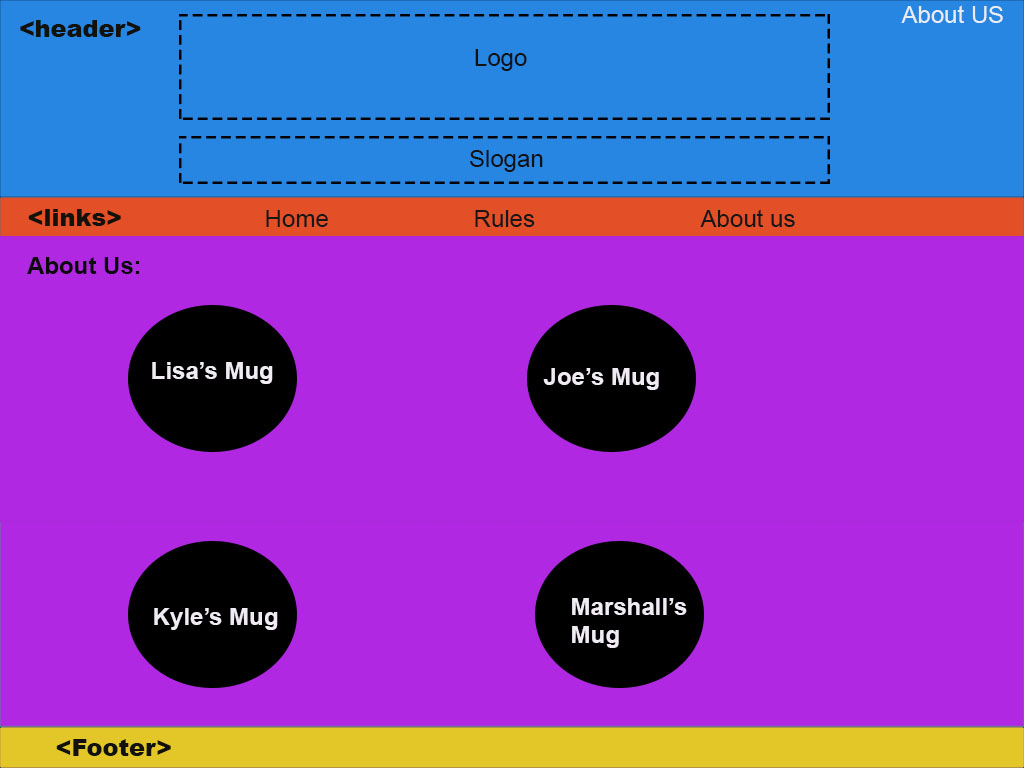 <header>
About US
Logo
Slogan
<links>
Home
Rules
About us
About Us:
Lisa’s Mug
Joe’s Mug
Kyle’s Mug
Marshall’s
Mug
<Footer>